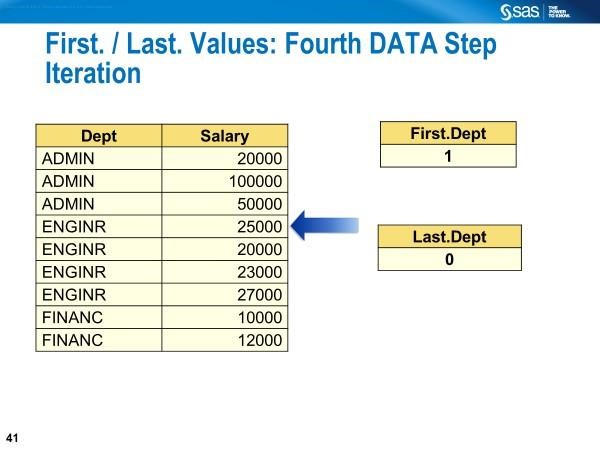 sas
THE
POWER
TO KNOW.
First. / Last. Values: Fourth DATA Step
Iteration
Dept Salary
ADMIN 20000
ADMIN 100000
ADMIN 50000
ENGINR 25000
ENGINR 20000
ENGINR 23000
ENGINR 27000
FINANC 10000
FINANC 12000
First.Dept
1
Last.Dept
0
41